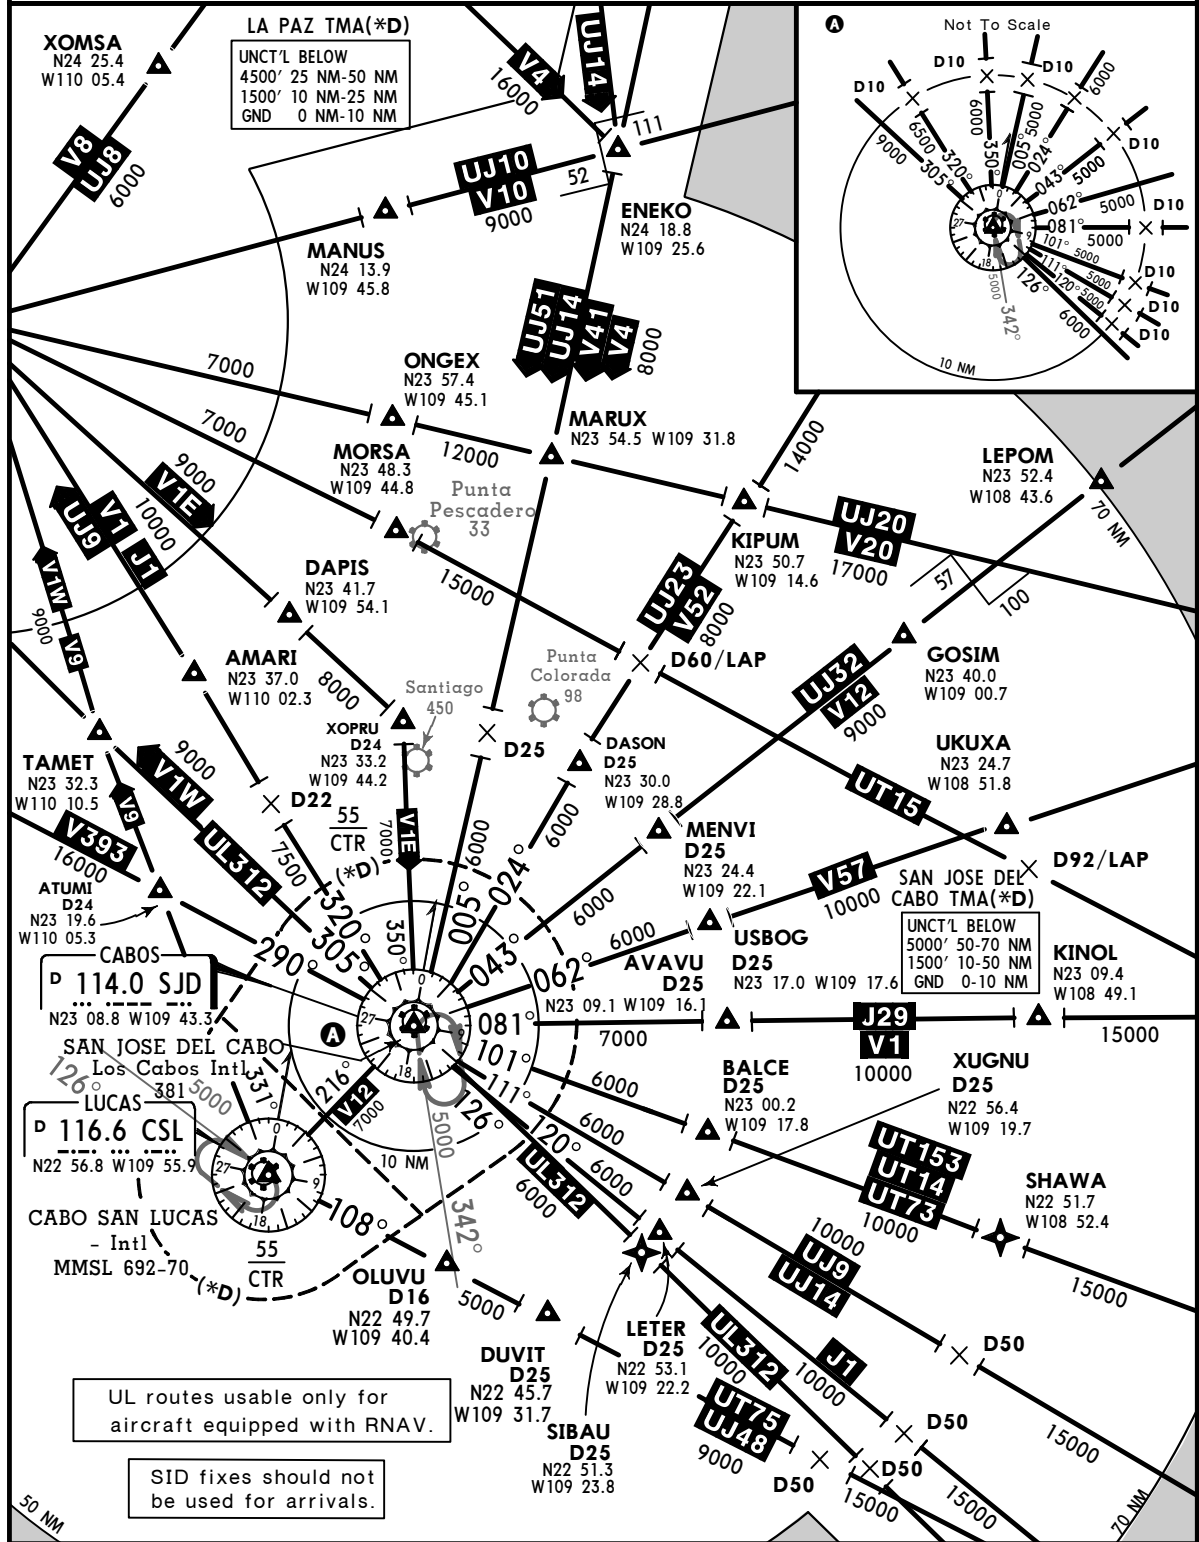 LA PAZ TMA(*D)
UNCT'L BELOW
4500' 25 NM-50 NM
1500' 10 NM-25 NM
GND 0 NM-10 NM
XOMSA
N24 25.4
W110 05.4
V8
UJ8
6000
V4
16000
UJ14
111
52
UJ10
V10
9000
MANUS
N24 13.9
W109 45.8
ENEKO
N24 18.8
W109 25.6
A
Not To Scale
D10
D10
D10
D10
D10
D10
D10
6000
9000
6500
6000
5000
305°
320°
350°
005°
024°
043°
5000
062°
5000
081°
5000
101°
5000
111°
5000
120°
5000
126°
6000
5000
342°
27
0
9
18
10 NM
UJ51
UJ14
V41
V4
8000
7000
ONGEX
N23 57.4
W109 45.1
7000
12000
MARUX
N23 54.5 W109 31.8
14000
LEPOM
N23 52.4
W108 43.6
70 NM
MORSA
N23 48.3
W109 44.8
Punta
Pescadero
33
9000
V1E
10000
UJ9
V1
J1
KIPUM
N23 50.7
W109 14.6
UJ20
V20
17000
57
100
15000
UJ23
V52
8000
V1W
9000
V9
DAPIS
N23 41.7
W109 54.1
AMARI
N23 37.0
W110 02.3
8000
Santiago
450
Punta
Colorada
98
D60/LAP
GOSIM
N23 40.0
W109 00.7
UJ32
V12
9000
XOPRU
D24
N23 33.2
W109 44.2
D25
DASON
D25
N23 30.0
W109 28.8
UKUXA
N23 24.7
W108 51.8
TAMET
N23 32.3
W110 10.5
V9
9000
V1W
UL312
D22
7500
55
CTR
(*D)
7000
V1E
6000
6000
UT15
MENVI
D25
N23 24.4
W109 22.1
D92/LAP
V393
16000
ATUMI
D24
N23 19.6
W110 05.3
V57
10000
SAN JOSE DEL
CABO TMA(*D)
UNCT'L BELOW
5000' 50-70 NM
1500' 10-50 NM
GND 0-10 NM
6000
6000
USBOG
D25
N23 17.0 W109 17.6
290°
305°
320°
350°
005°
024°
043°
062°
AVAVU
D25
N23 09.1 W109 16.1
KINOL
N23 09.4
W108 49.1
CABOS
D 114.0 SJD
N23 08.8 W109 43.3
SAN JOSE DEL CABO
Los Cabos Intl
381
A
27
0
9
18
081°
7000
J29
V1
10000
15000
101°
111°
120°
126°
6000
6000
6000
BALCE
D25
N23 00.2
W109 17.8
XUGNU
D25
N22 56.4
W109 19.7
126°
5000
331°
216°
V12
7000
5000
10 NM
LUCAS
D 116.6 CSL
N22 56.8 W109 55.9
CABO SAN LUCAS
- Intl
MMSL 692-70
(*D)
27
0
9
18
55
CTR
108°
342°
UL312
6000
UT153
UT14
UT73
10000
SHAWA
N22 51.7
W108 52.4
15000
OLUVU
D16
N22 49.7
W109 40.4
5000
10000
UJ9
UJ14
DUVIT
D25
N22 45.7
W109 31.7
LETER
D25
N22 53.1
W109 22.2
UL312
10000
J1
10000
D50
15000
SIBAU
D25
N22 51.3
W109 23.8
UT75
UJ48
9000
D50
D50
D50
15000
15000
UL routes usable only for
aircraft equipped with RNAV.
SID fixes should not
be used for arrivals.
50 NM
70 NM